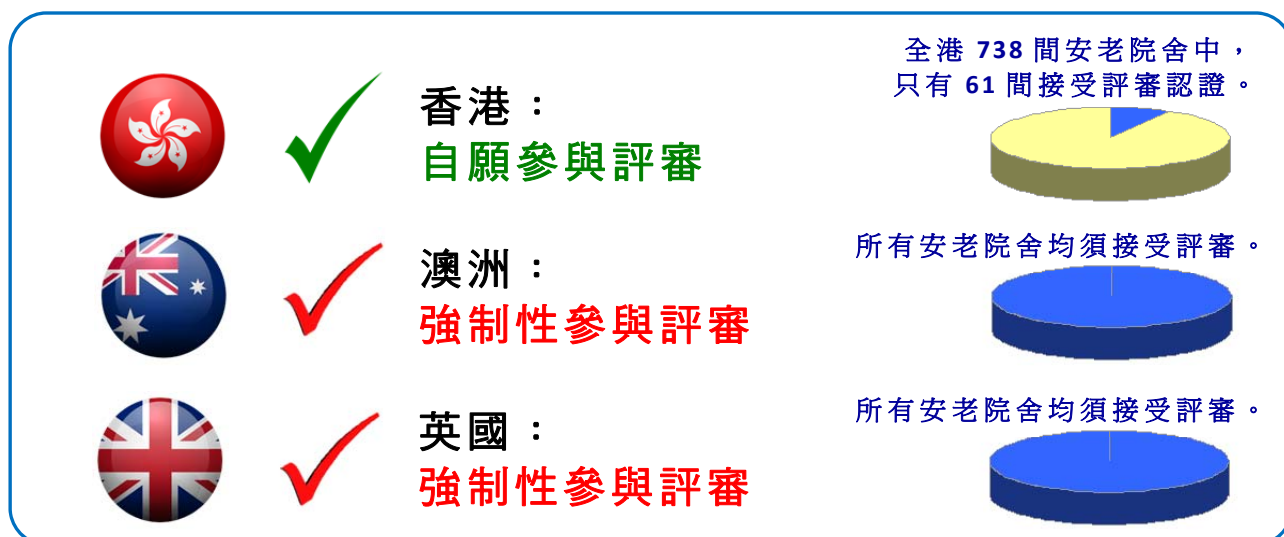 全港 738 間安老院舍中，
只有 61 間接受評審認證。
香港：
自願參與評審
所有安老院舍均須接受評審。
澳洲：
強制性參與評審
所有安老院舍均須接受評審。
英國：
強制性參與評審